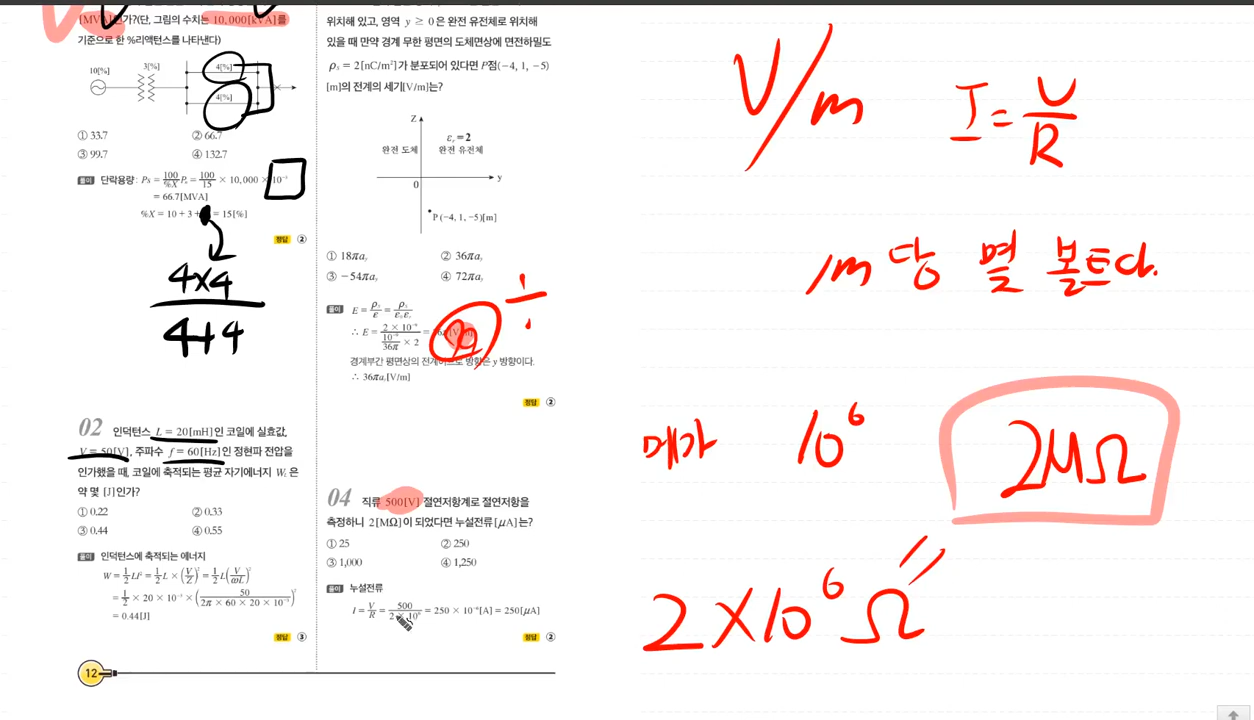 [MVA]인가?(단, 그림의 수치는 10,000[kVA]를
기준으로 한 %리액턴스를 나타낸다)
10[%]
3[%]
4[%]
4[%]
① 33.7
② 66.7
③ 99.7
④ 132.7
풀이 단락용량: Ps = 100/%X Pn = 100/15 × 10,000 × 10⁻³
= 66.7[MVA]
%X = 10 + 3 + = 15[%]
정답 ②
4×4
4+4
02 인덕턴스 L = 20[mH]인 코일에 실효값,
V = 50[V], 주파수 f = 60[Hz]인 정현파 전압을
인가했을 때, 코일에 축적되는 평균 자기에너지 W, 은
약 몇 [J]인가?
① 0.22
② 0.33
③ 0.44
④ 0.55
풀이 인덕턴스에 축적되는 에너지
W = 1/2 LI² = 1/2 L × (V/Z)² = 1/2 L(V/ωL)²
= 1/2 × 20 × 10⁻³ × (50/2π × 60 × 20 × 10⁻³)²
= 0.44[J]
정답 ③
12
위치해 있고, 영역 y ≥ 0은 완전 유전체로 위치해
있을 때 만약 경계 무한 평면의 도체면상에 면전하밀도
ρs = 2[nC/m²]가 분포되어 있다면 P점(−4, 1, −5)
[m]의 전계의 세기[V/m]는?
Z
εr = 2
완전 도체
완전 유전체
0
y
P (−4, 1, −5)[m]
① 18πay
② 36πay
③ −54πay
④ 72πay
풀이 E = ρs/ε = ρs/ε₀εr
∴ E = 2 × 10⁻⁹/10⁻⁹/36π × 2 =
경계부간 평면상의 방향은 y 방향이다.
∴ 36πay[V/m]
정답 ②
÷
04 직류 500[V] 절연저항계로 절연저항을
측정하니 2[MΩ]이 되었다면 누설전류[μA]는?
① 25
② 250
③ 1,000
④ 1,250
풀이 누설전류
I = V/R = 500/2 × 10⁶ = 250 × 10⁻⁶[A] = 250[μA]
정답 ②
V/m
I = V/R
1m당 몇 볼트다.
메가 10⁶
2MΩ
2×10⁶Ω